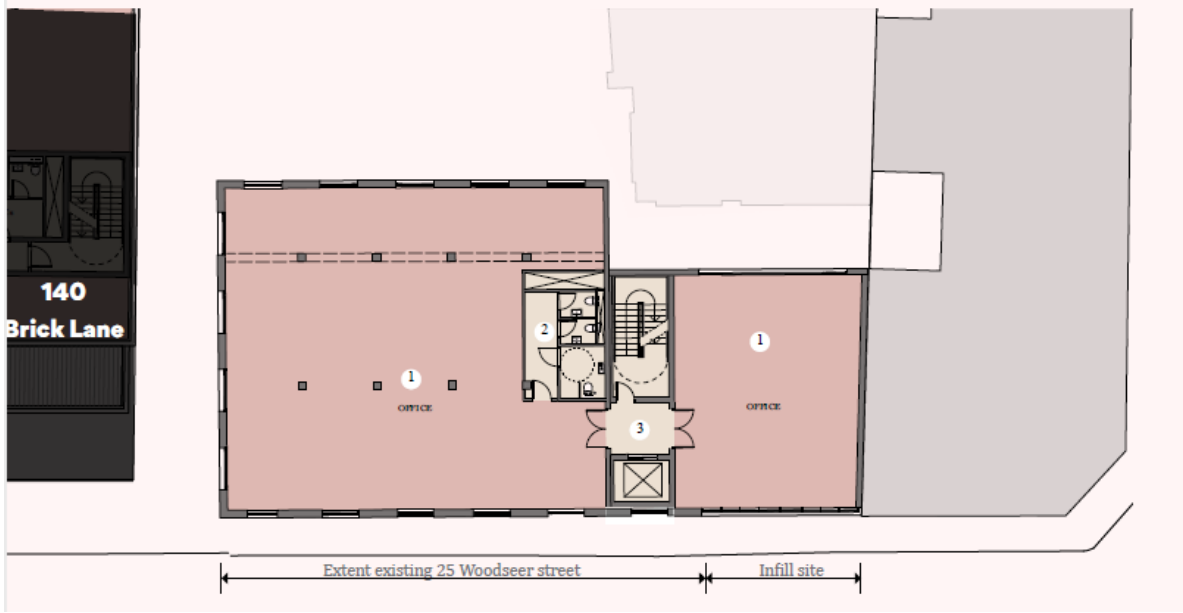 140
Brick Lane
2
1
1
OFFICE
OFFICE
3
Extent existing 25 Woodseer street
Infill site